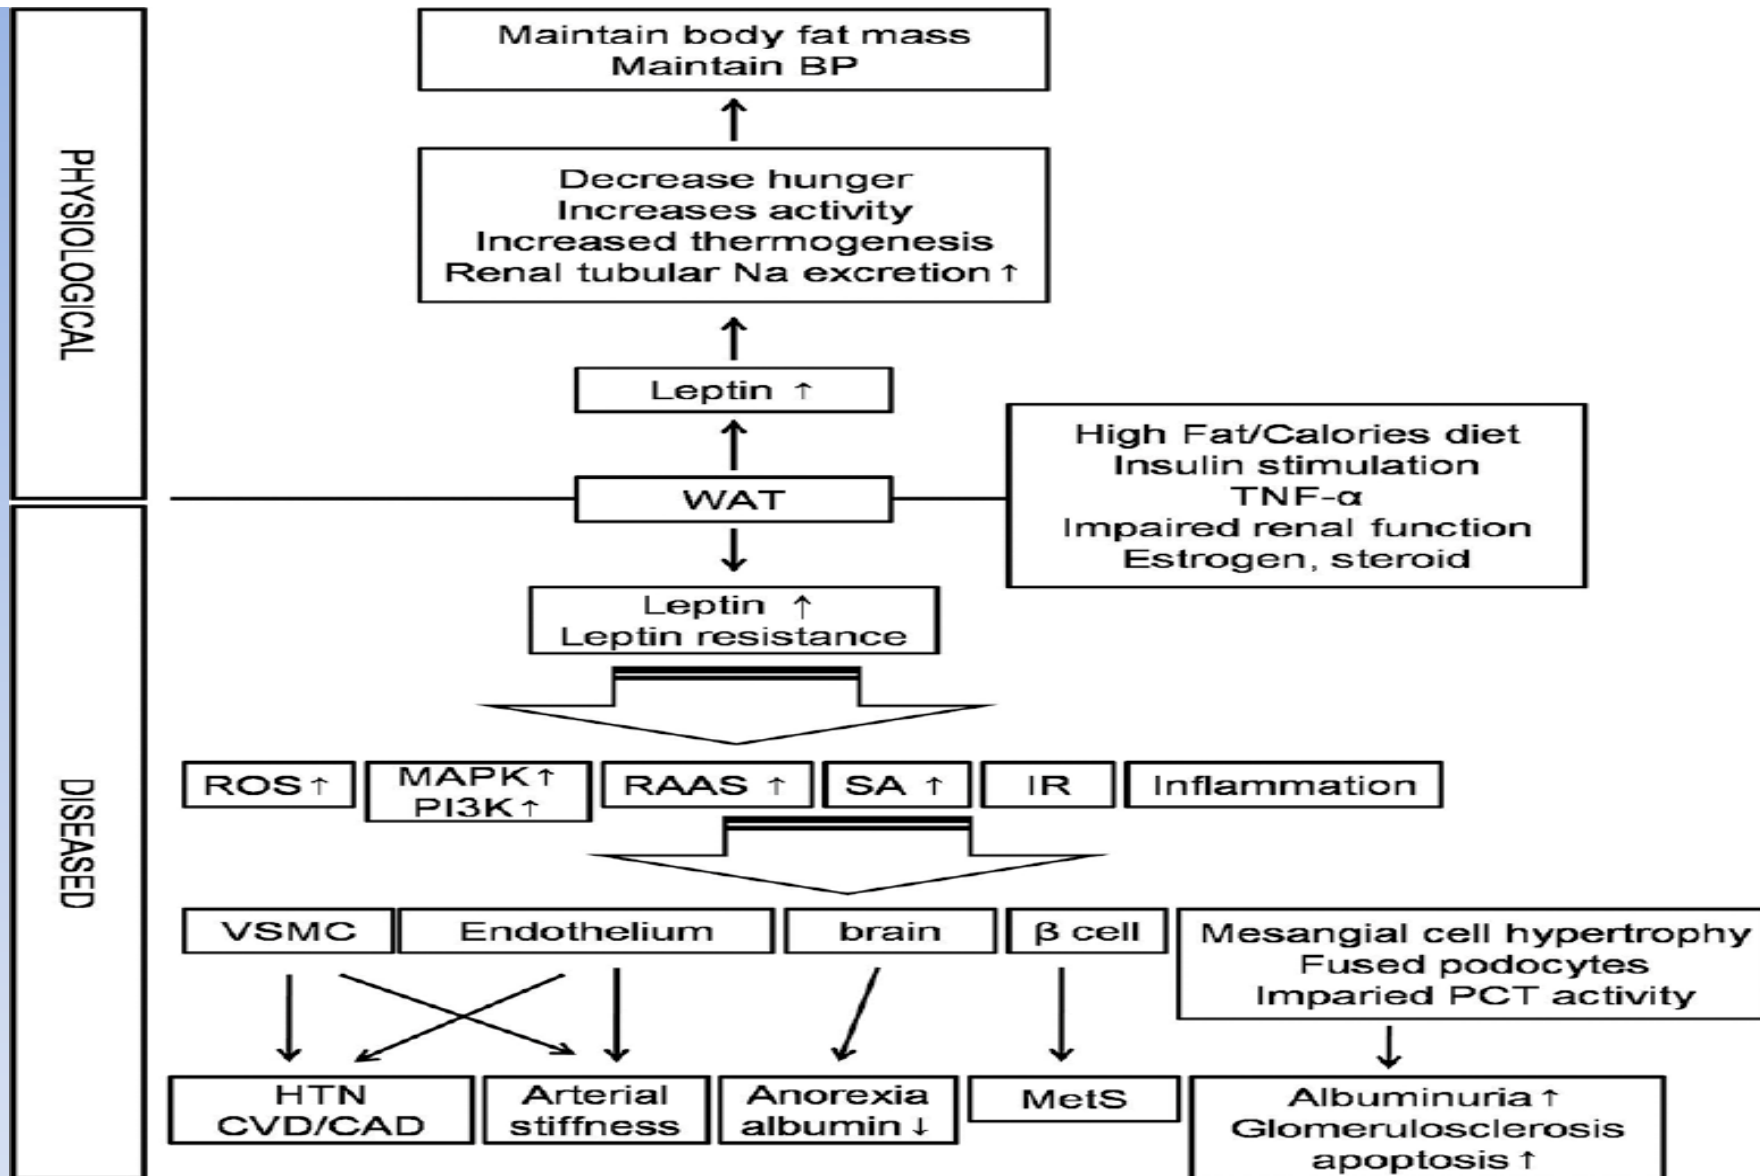 PHYSIOLOGICAL
Maintain body fat mass
Maintain BP
Decrease hunger
Increases activity
Increased thermogenesis
Renal tubular Na excretion ↑
Leptin ↑
WAT
High Fat/Calories diet
Insulin stimulation
TNF-α
Impaired renal function
Estrogen, steroid
DISEASED
Leptin ↑
Leptin resistance
ROS ↑
MAPK ↑
PI3K ↑
RAAS ↑
SA ↑
IR
Inflammation
VSMC
Endothelium
brain
β cell
Mesangial cell hypertrophy
Fused podocytes
Imparied PCT activity
HTN
CVD/CAD
Arterial
stiffness
Anorexia
albumin ↓
MetS
Albuminuria ↑
Glomerulosclerosis
apoptosis ↑